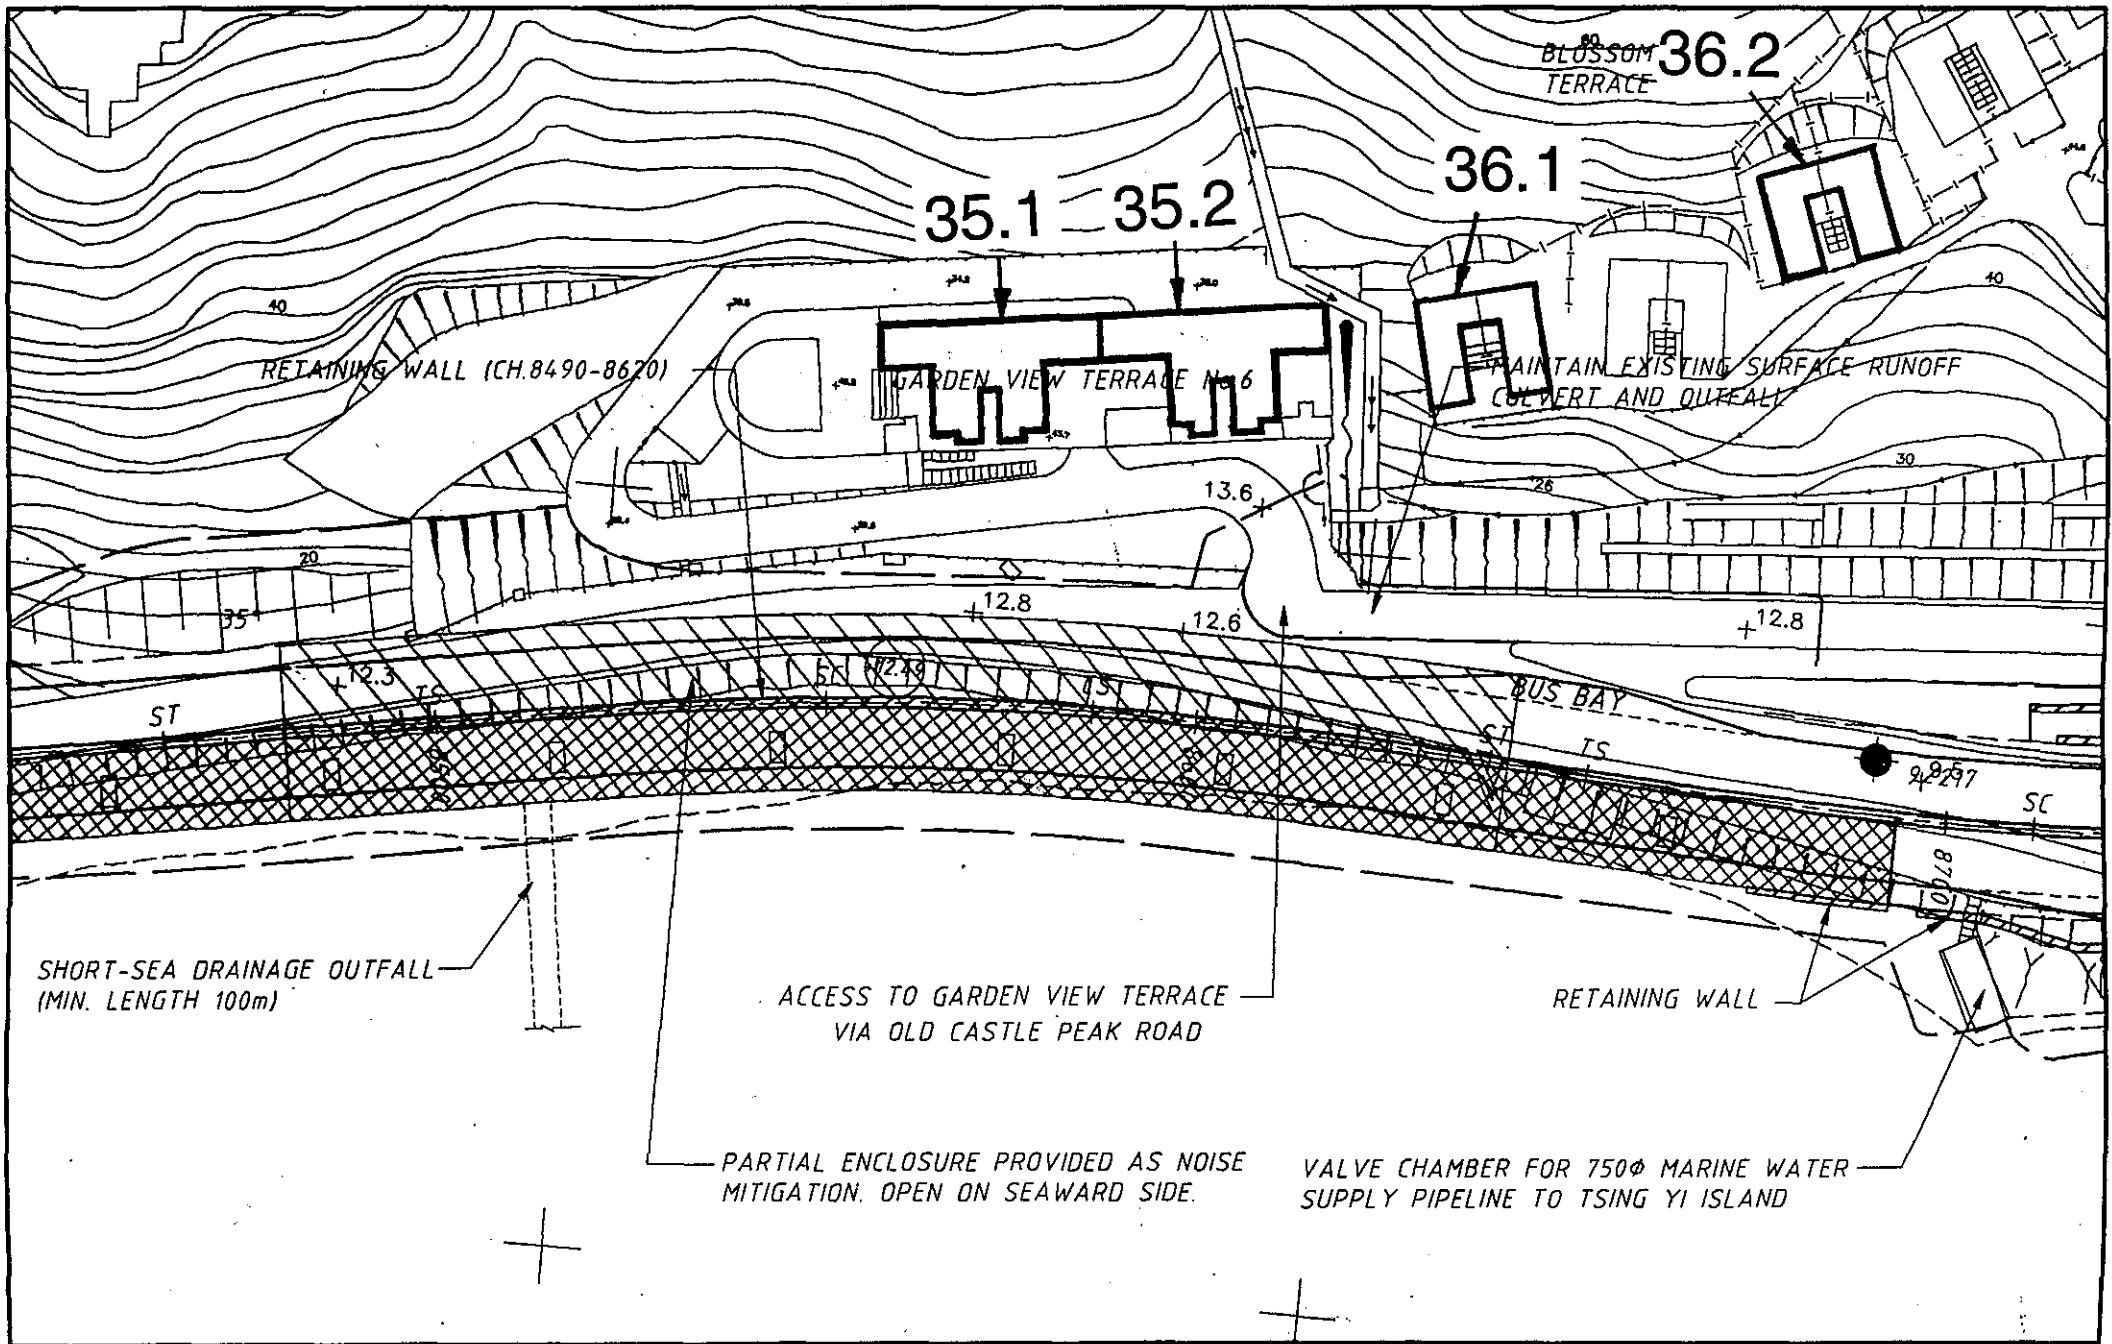 BLOSSOM
TERRACE
36.2
36.1
35.1
35.2
40
40
RETAINING WALL (CH.8490-8620)
GARDEN VIEW TERRACE No.6
MAINTAIN EXISTING SURFACE RUNOFF
CULVERT AND OUTFALL
30
26
13.6
20
35°
12.8
12.6
12.8
12.3
TS
SC
12.49
CS
BUS BAY
ST
ST
TS
SC
8700
SHORT-SEA DRAINAGE OUTFALL
(MIN. LENGTH 100m)
ACCESS TO GARDEN VIEW TERRACE
VIA OLD CASTLE PEAK ROAD
RETAINING WALL
PARTIAL ENCLOSURE PROVIDED AS NOISE
MITIGATION. OPEN ON SEAWARD SIDE.
VALVE CHAMBER FOR 750Φ MARINE WATER
SUPPLY PIPELINE TO TSING YI ISLAND